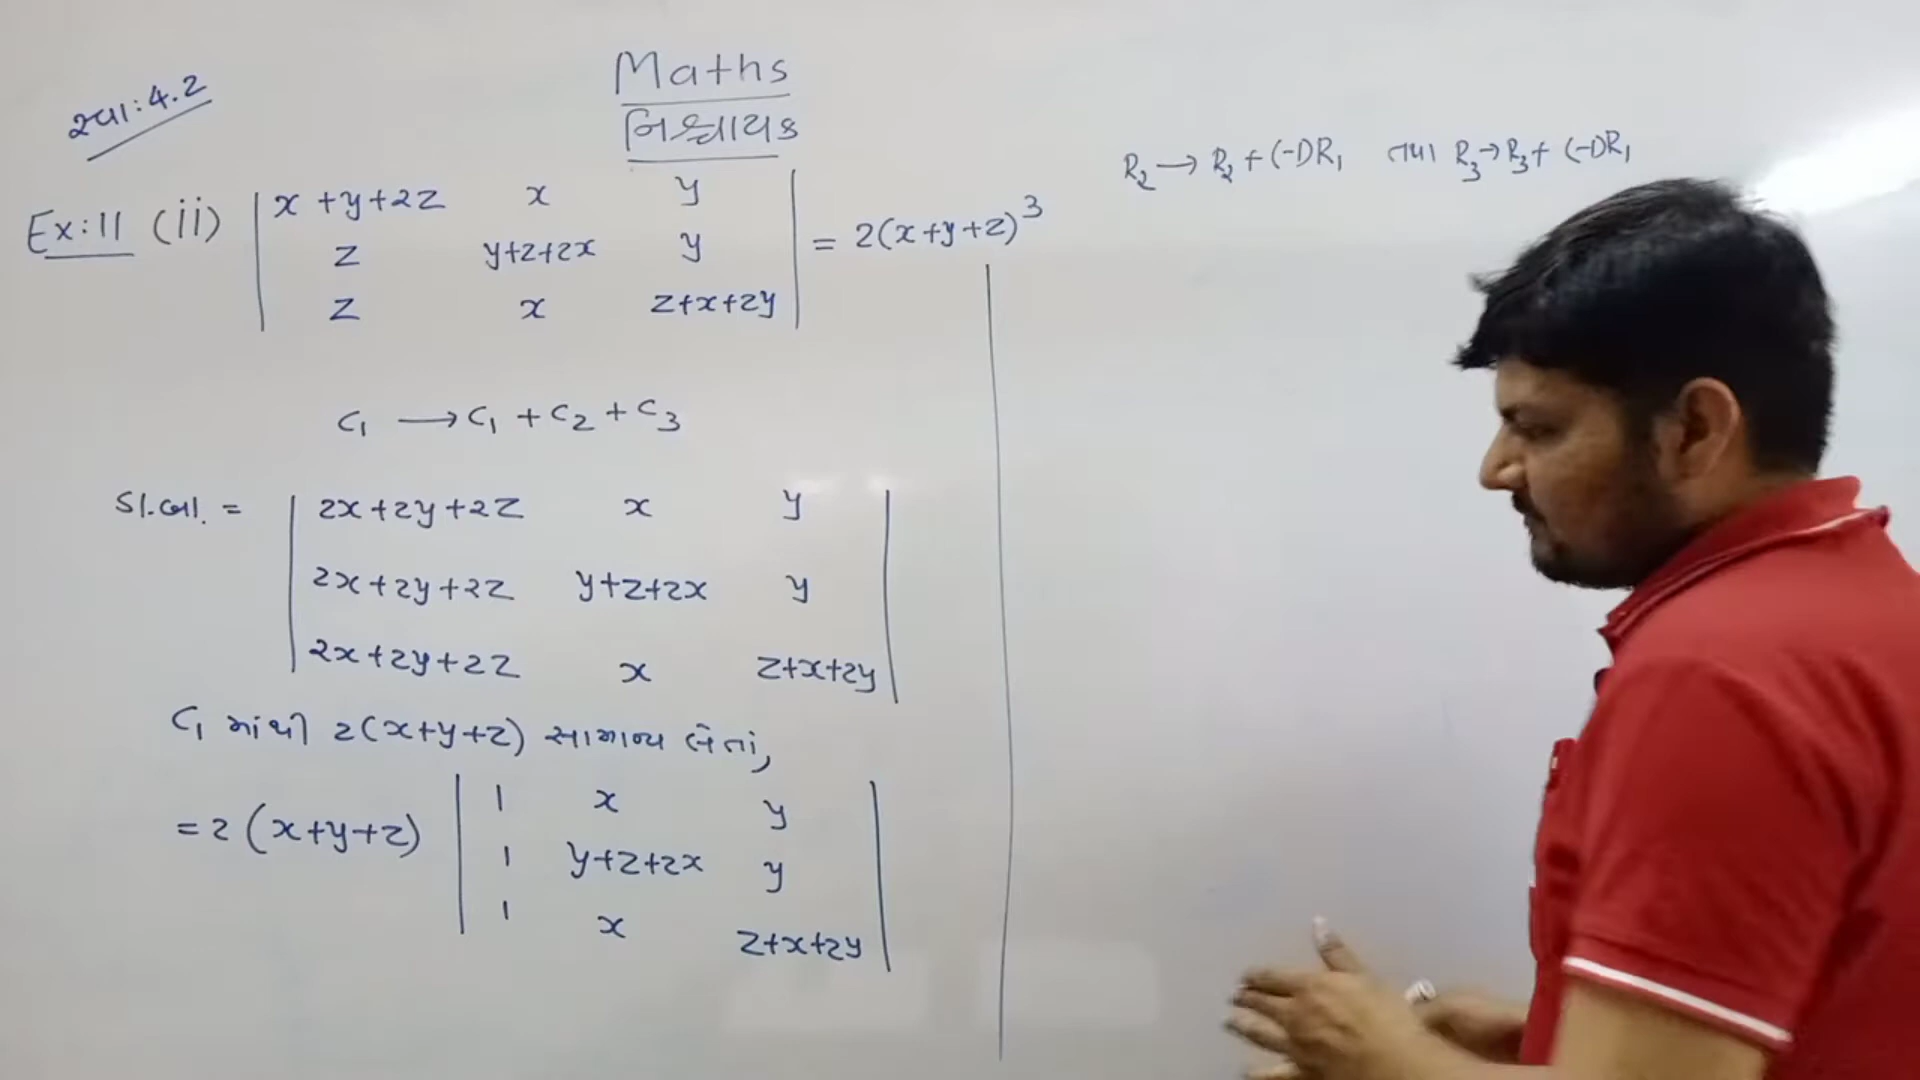 સ્વા:4.2
Maths
નિશ્ચાયક
Ex:11 (ii) | x+y+2z x y |
| z y+z+2x y | = 2(x+y+z)³
| z x z+x+2y |
C₁ → C₁ + C₂ + C₃
ડા.બા. = | 2x+2y+2z x y |
| 2x+2y+2z y+z+2x y |
| 2x+2y+2z x z+x+2y |
C₁ માંથી 2(x+y+z) સામાન્ય લેતાં,
= 2(x+y+z) | 1 x y |
| 1 y+z+2x y |
| 1 x z+x+2y |
R₂ → R₂ + (-1)R₁ તથા R₃ → R₃ + (-1)R₁